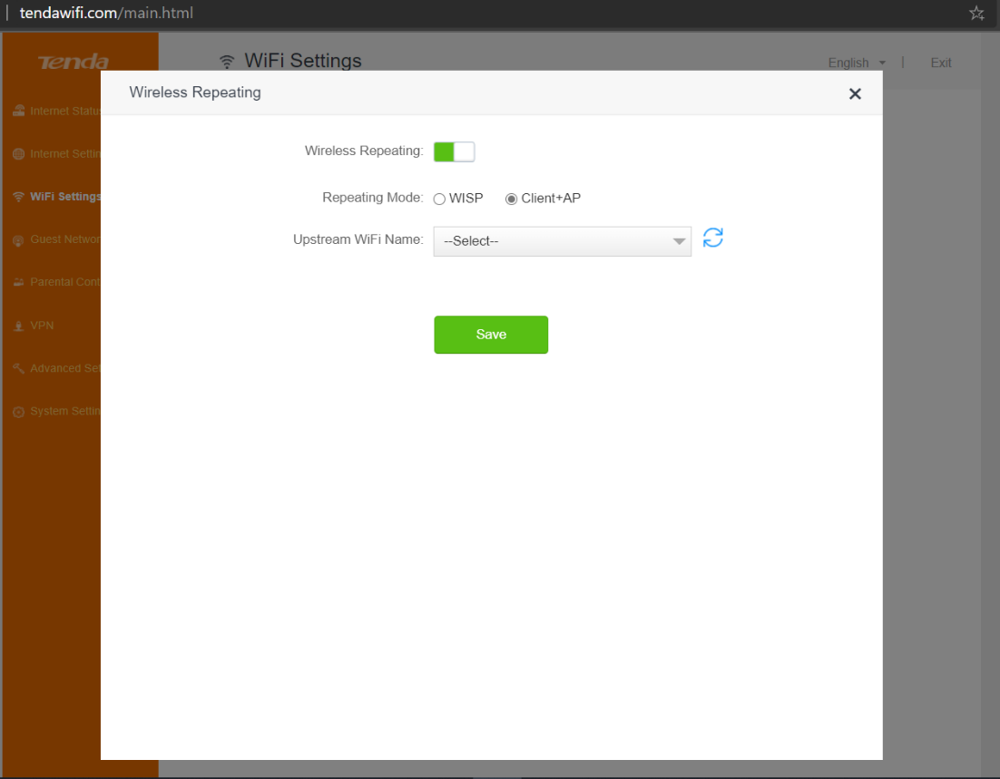 tendawifi.com/main.html
Tenda
WiFi Settings
English
Exit
Wireless Repeating
Internet Status
Internet Settin
WiFi Settings
Guest Networ
Parental Cont
VPN
Advanced Set
System Settin
Wireless Repeating:
Repeating Mode: WISP Client+AP
Upstream WiFi Name: --Select--
Save